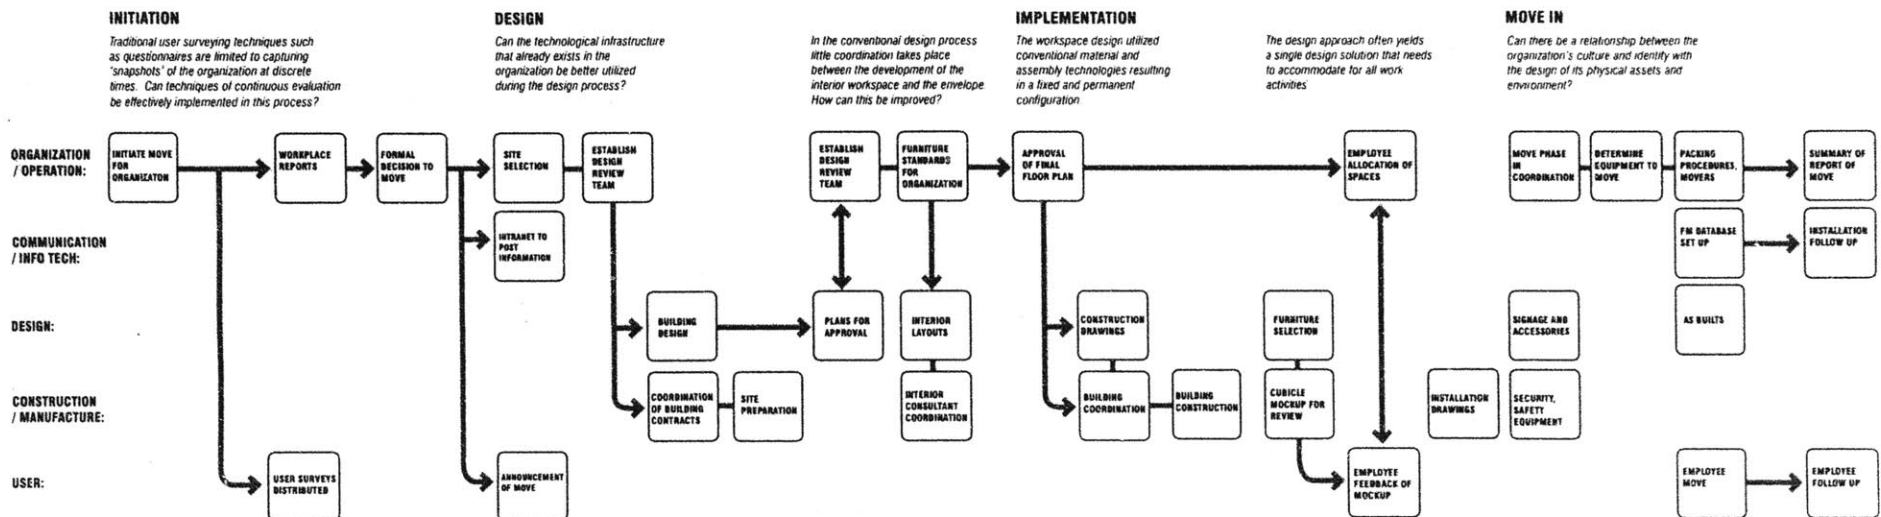 INITIATION
Traditional user surveying techniques such
as questionnaires are limited to capturing
'snapshots' of the organization at discrete
times. Can techniques of continuous evaluation
be effectively implemented in this process?
DESIGN
Can the technological infrastructure
that already exists in the
organization be better utilized
during the design process?
In the conventional design process
little coordination takes place
between the development of the
interior workspace and the envelope
How can this be improved?
IMPLEMENTATION
The workspace design utilized
conventional material and
assembly technologies resulting
in a fixed and permanent
configuration
The design approach often yields
a single design solution that needs
to accommodate for all work
activities
MOVE IN
Can there be a relationship between the
organization's culture and identity with
the design of its physical assets and
environment?
ORGANIZATION
/ OPERATION:
INITIATE MOVE
FOR
ORGANIZATON
WORKPLACE
REPORTS
FORMAL
DECISION TO
MOVE
SITE
SELECTION
ESTABLISH
DESIGN
REVIEW
TEAM
ESTABLISH
DESIGN
REVIEW
TEAM
FURNITURE
STANDARDS
FOR
ORGANIZATION
APPROVAL
OF FINAL
FLOOR PLAN
EMPLOYEE
ALLOCATION OF
SPACES
MOVE PHASE
IN
COORDINATION
DETERMINE
EQUIPMENT TO
MOVE
PACKING
PROCEDURES,
MOVERS
SUMMARY OF
REPORT OF
MOVE
COMMUNICATION
/ INFO TECH:
INTRANET TO
POST
INFORMATION
FM DATABASE
SET UP
INSTALLATION
FOLLOW UP
DESIGN:
BUILDING
DESIGN
PLANS FOR
APPROVAL
INTERIOR
LAYOUTS
CONSTRUCTION
DRAWINGS
FURNITURE
SELECTION
SIGNAGE AND
ACCESSORIES
AS BUILTS
CONSTRUCTION
/ MANUFACTURE:
COORDINATION
OF BUILDING
CONTRACTS
SITE
PREPARATION
INTERIOR
CONSULTANT
COORDINATION
BUILDING
COORDINATION
BUILDING
CONSTRUCTION
CUBICLE
MOCKUP FOR
REVIEW
INSTALLATION
DRAWINGS
SECURITY,
SAFETY
EQUIPMENT
USER:
USER SURVEYS
DISTRIBUTED
ANNOUNCEMENT
OF MOVE
EMPLOYEE
FEEDBACK OF
MOCKUP
EMPLOYEE
MOVE
EMPLOYEE
FOLLOW UP